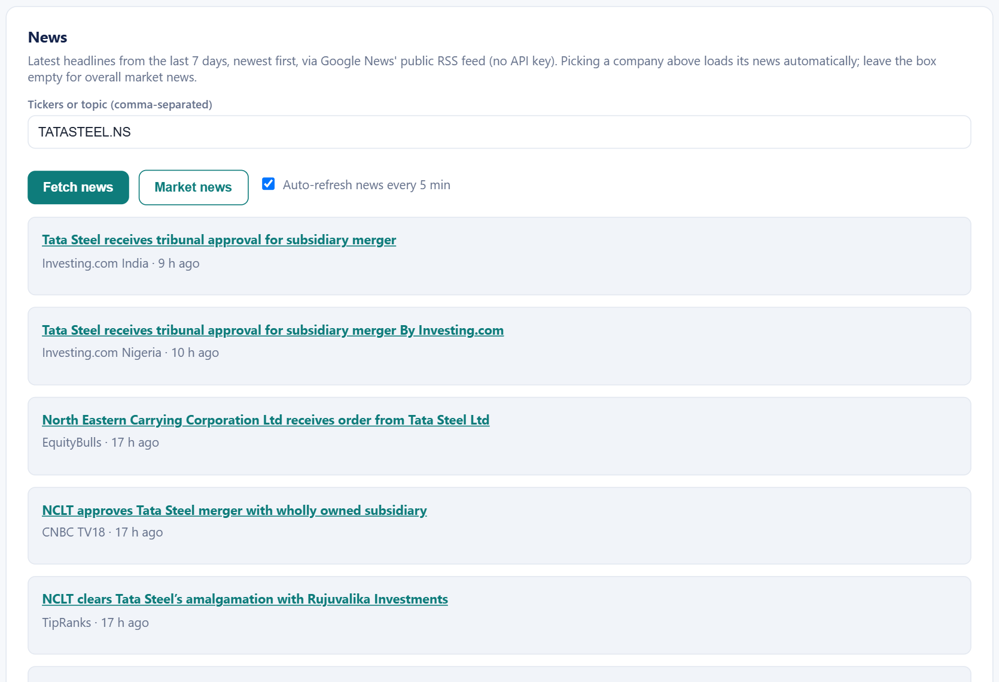 News
Latest headlines from the last 7 days, newest first, via Google News' public RSS feed (no API key). Picking a company above loads its news automatically; leave the box
empty for overall market news.
Tickers or topic (comma-separated)
TATASTEEL.NS
Fetch news
Market news
Auto-refresh news every 5 min
Tata Steel receives tribunal approval for subsidiary merger
Investing.com India · 9 h ago
Tata Steel receives tribunal approval for subsidiary merger By Investing.com
Investing.com Nigeria · 10 h ago
North Eastern Carrying Corporation Ltd receives order from Tata Steel Ltd
EquityBulls · 17 h ago
NCLT approves Tata Steel merger with wholly owned subsidiary
CNBC TV18 · 17 h ago
NCLT clears Tata Steel’s amalgamation with Rujuvalika Investments
TipRanks · 17 h ago